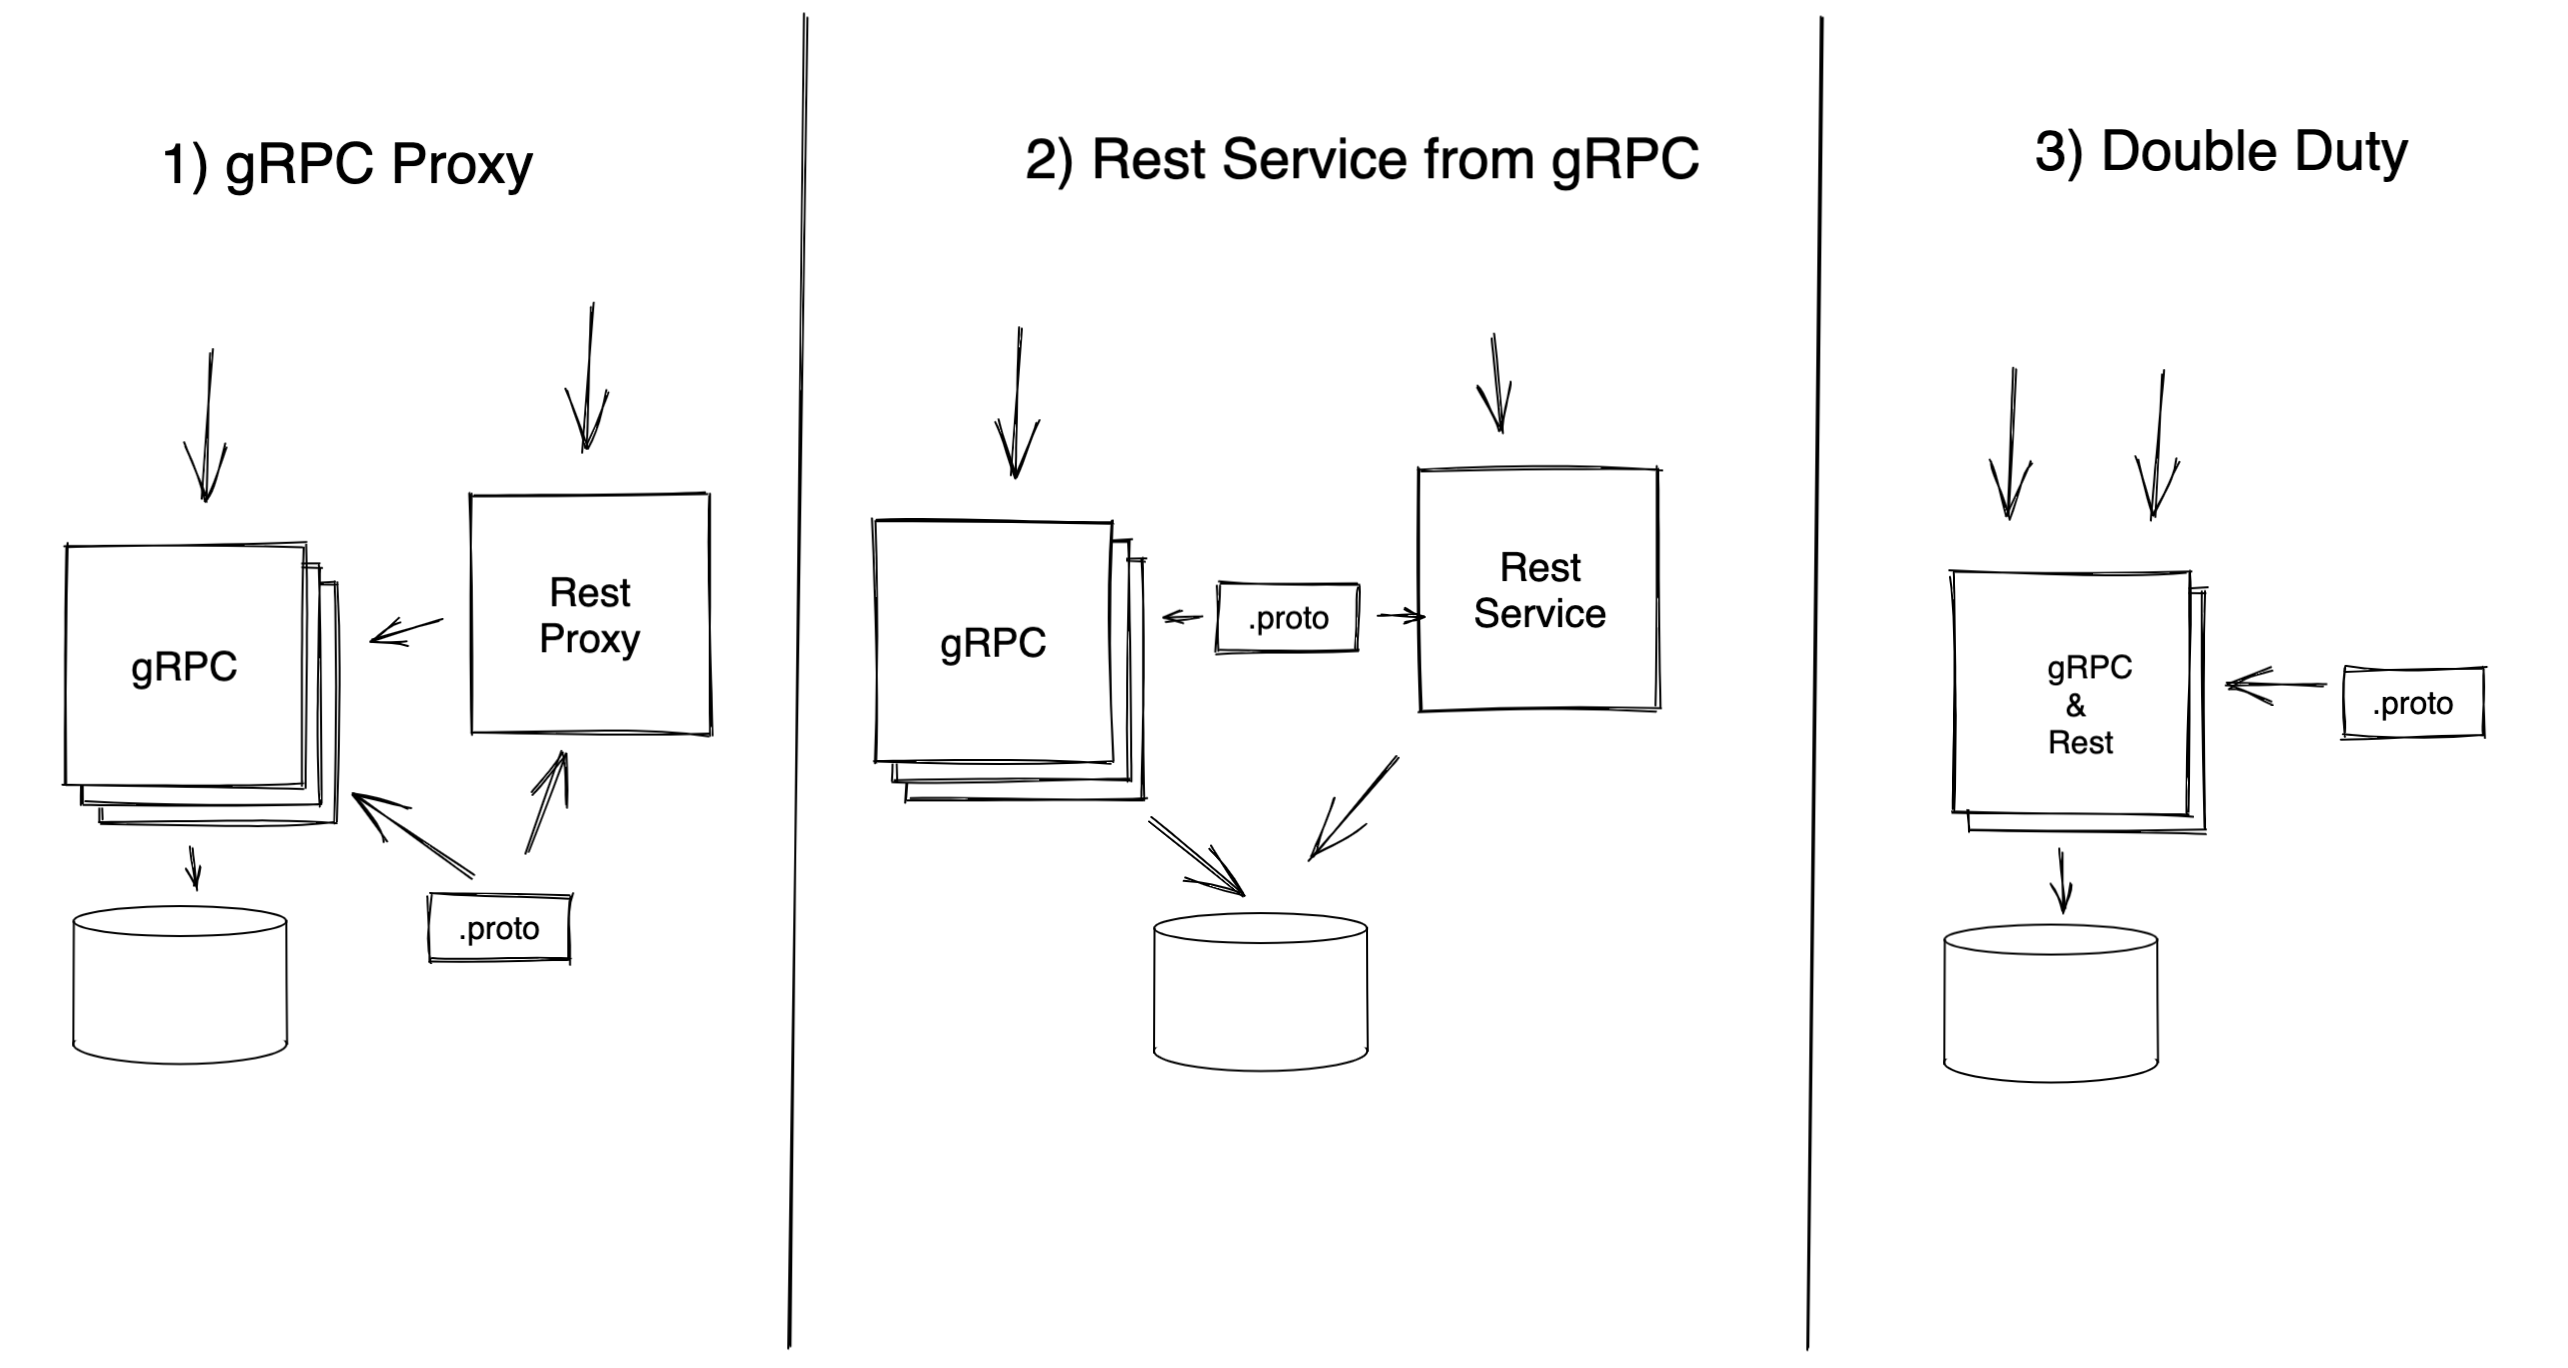 1) gRPC Proxy
gRPC
Rest
Proxy
.proto
2) Rest Service from gRPC
gRPC
.proto
Rest
Service
3) Double Duty
gRPC
&
Rest
.proto